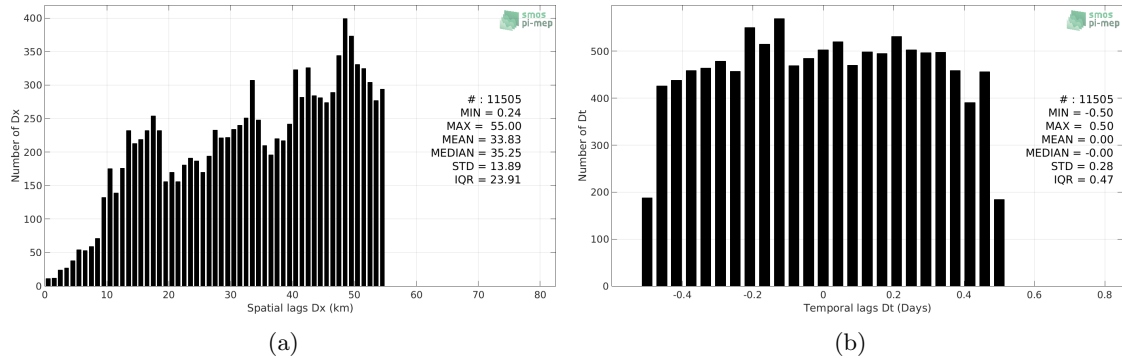 400
350
300
250
200
150
100
50
0
Number of Dx
0 10 20 30 40 50 60 70 80
Spatial lags Dx (km)
smos
pi-mep
# : 11505
MIN = 0.24
MAX = 55.00
MEAN = 33.83
MEDIAN = 35.25
STD = 13.89
IQR = 23.91
(a)
500
400
300
200
100
0
Number of Dt
-0.4 -0.2 0 0.2 0.4 0.6 0.8
Temporal lags Dt (Days)
smos
pi-mep
# : 11505
MIN = -0.50
MAX = 0.50
MEAN = 0.00
MEDIAN = -0.00
STD = 0.28
IQR = 0.47
(b)